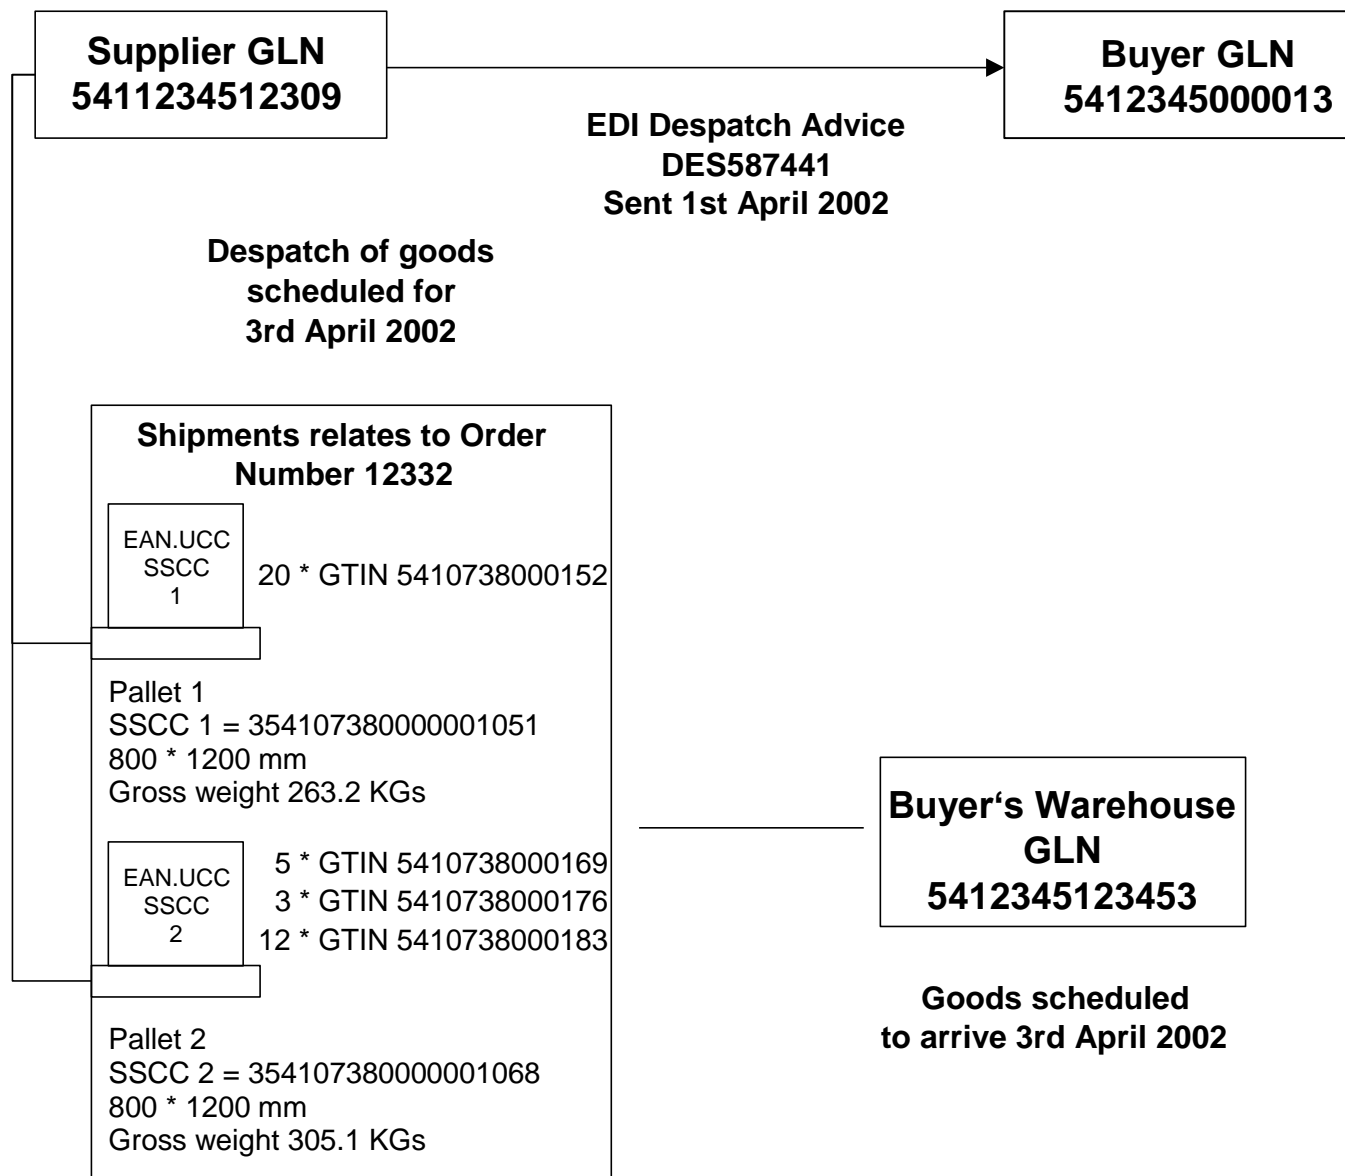 Supplier GLN
5411234512309
Buyer GLN
5412345000013
EDI Despatch Advice
DES587441
Sent 1st April 2002
Despatch of goods
scheduled for
3rd April 2002
Shipments relates to Order
Number 12332
EAN.UCC
SSCC
1
20 * GTIN 5410738000152
Pallet 1
SSCC 1 = 354107380000001051
800 * 1200 mm
Gross weight 263.2 KGs
EAN.UCC
SSCC
2
5 * GTIN 5410738000169
3 * GTIN 5410738000176
12 * GTIN 5410738000183
Pallet 2
SSCC 2 = 354107380000001068
800 * 1200 mm
Gross weight 305.1 KGs
Buyer‘s Warehouse
GLN
5412345123453
Goods scheduled
to arrive 3rd April 2002